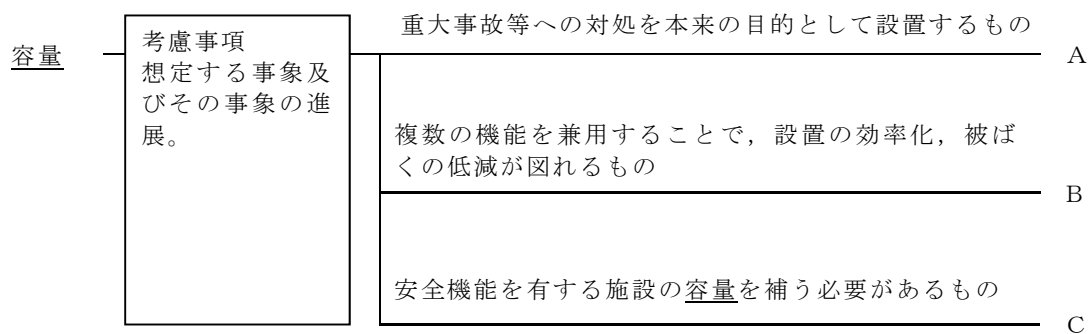 重大事故等への対処を本来の目的として設置するもの
容量
考慮事項
想定する事象及
びその事象の進
展。
A
複数の機能を兼用することで，設置の効率化，被ば
くの低減が図れるもの
B
安全機能を有する施設の容量を補う必要があるもの
C